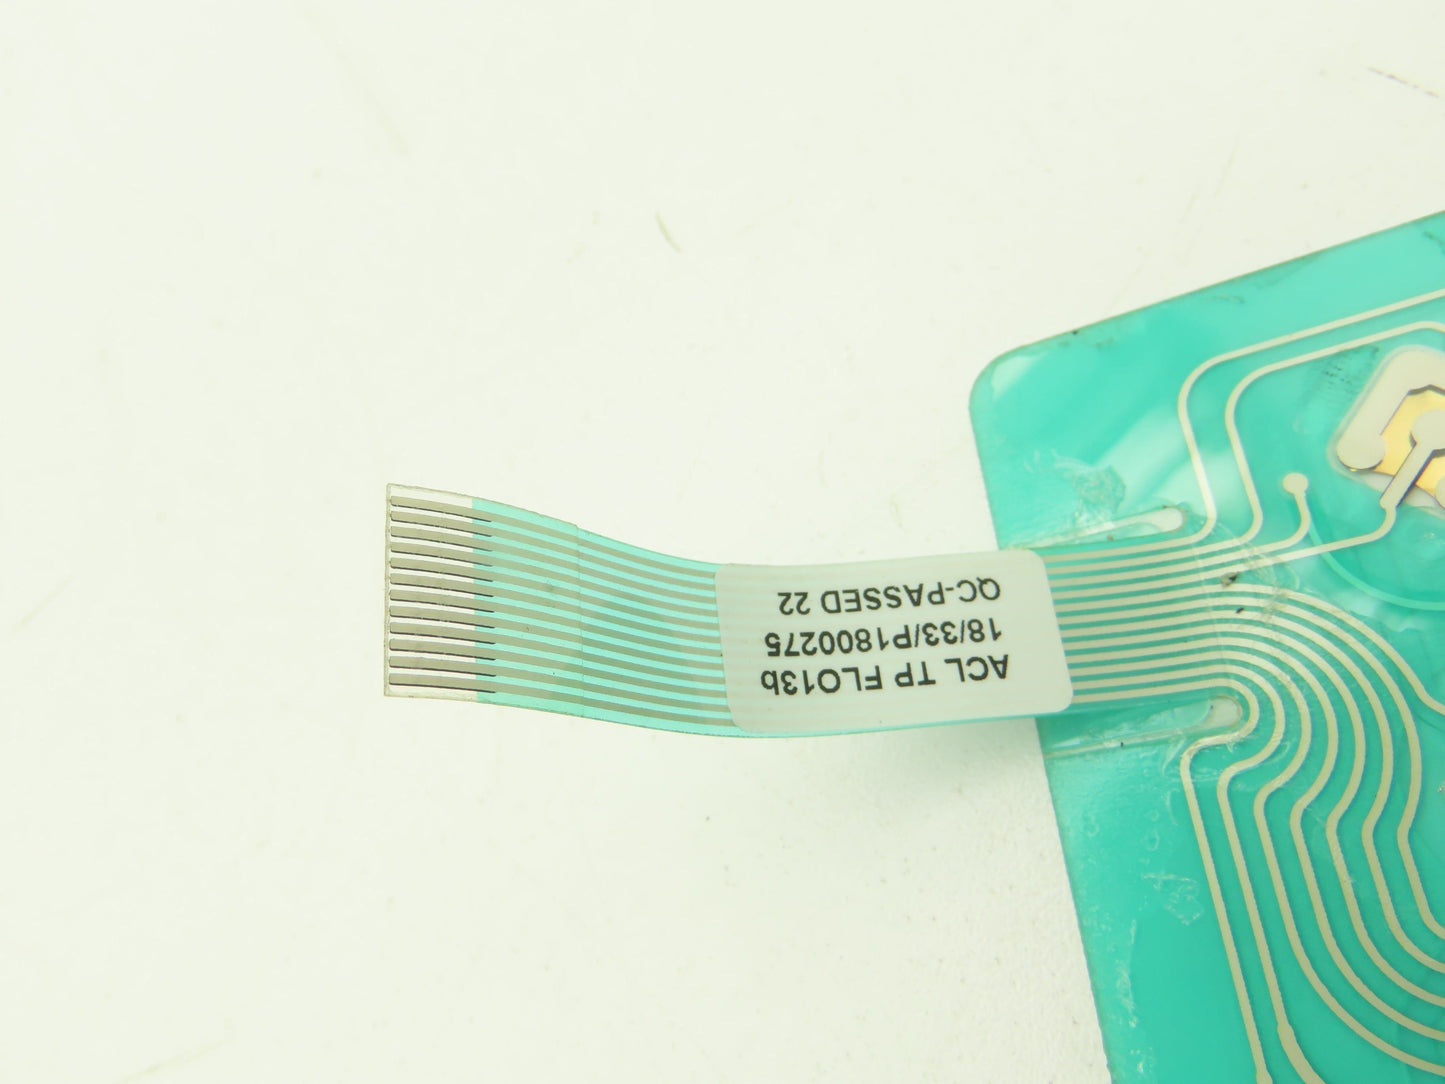 ACL TP FLO13b
18/33/P1800275
QC-PASSED 22